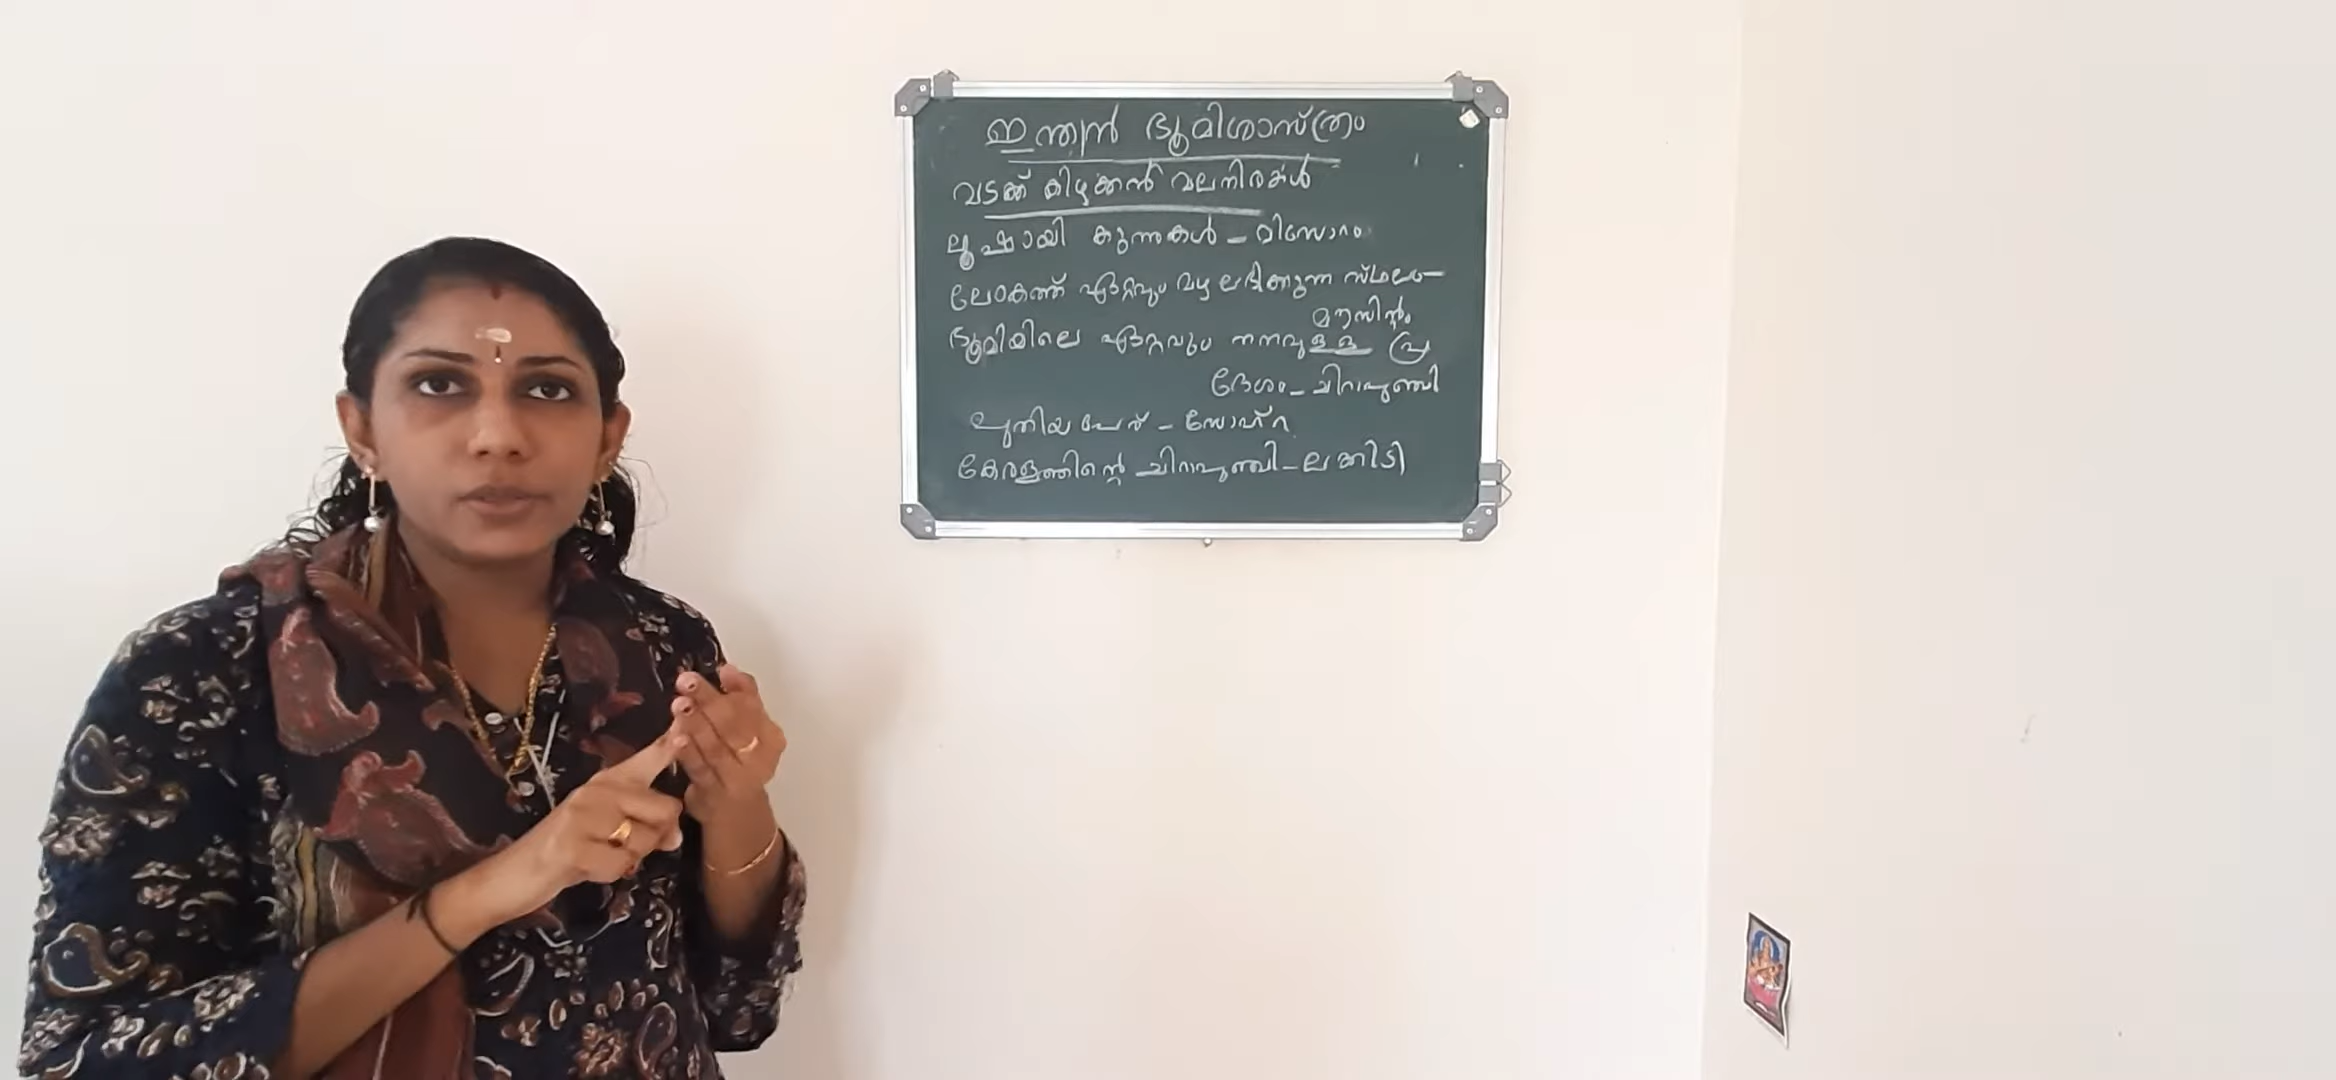 ഇന്ത്യൻ ഭൂമിശാസ്ത്രം
വടക്ക് കിഴക്കൻ മലനിരകൾ
ലൂഷായി കുന്നുകൾ - മിസോറം
ലോകത്ത് ഏറ്റവും മഴ ലഭിക്കുന്ന സ്ഥലം -
മൗസിൻറം
ഭൂമിയിലെ ഏറ്റവും നനവുള്ള പ്ര
ദേശം - ചിറാപുഞ്ചി
പുതിയ പേര് - സോഹ്റ
കേരളത്തിന്റെ ചിറാപുഞ്ചി - ലക്കിടി